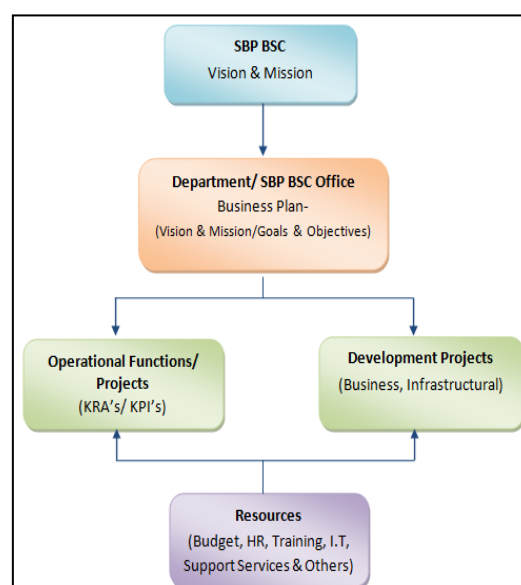 SBP BSC
Vision & Mission
Department/ SBP BSC Office
Business Plan-
(Vision & Mission/Goals & Objectives)
Operational Functions/
Projects
(KRA's/ KPI's)
Development Projects
(Business, Infrastructural)
Resources
(Budget, HR, Training, I.T,
Support Services & Others)